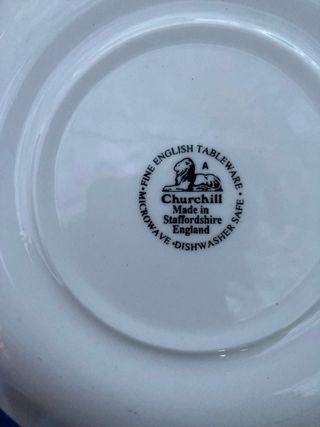 •FINE ENGLISH TABLEWARE•
A
Churchill
Made in
Staffordshire
England
•MICROWAVE •DISHWASHER SAFE